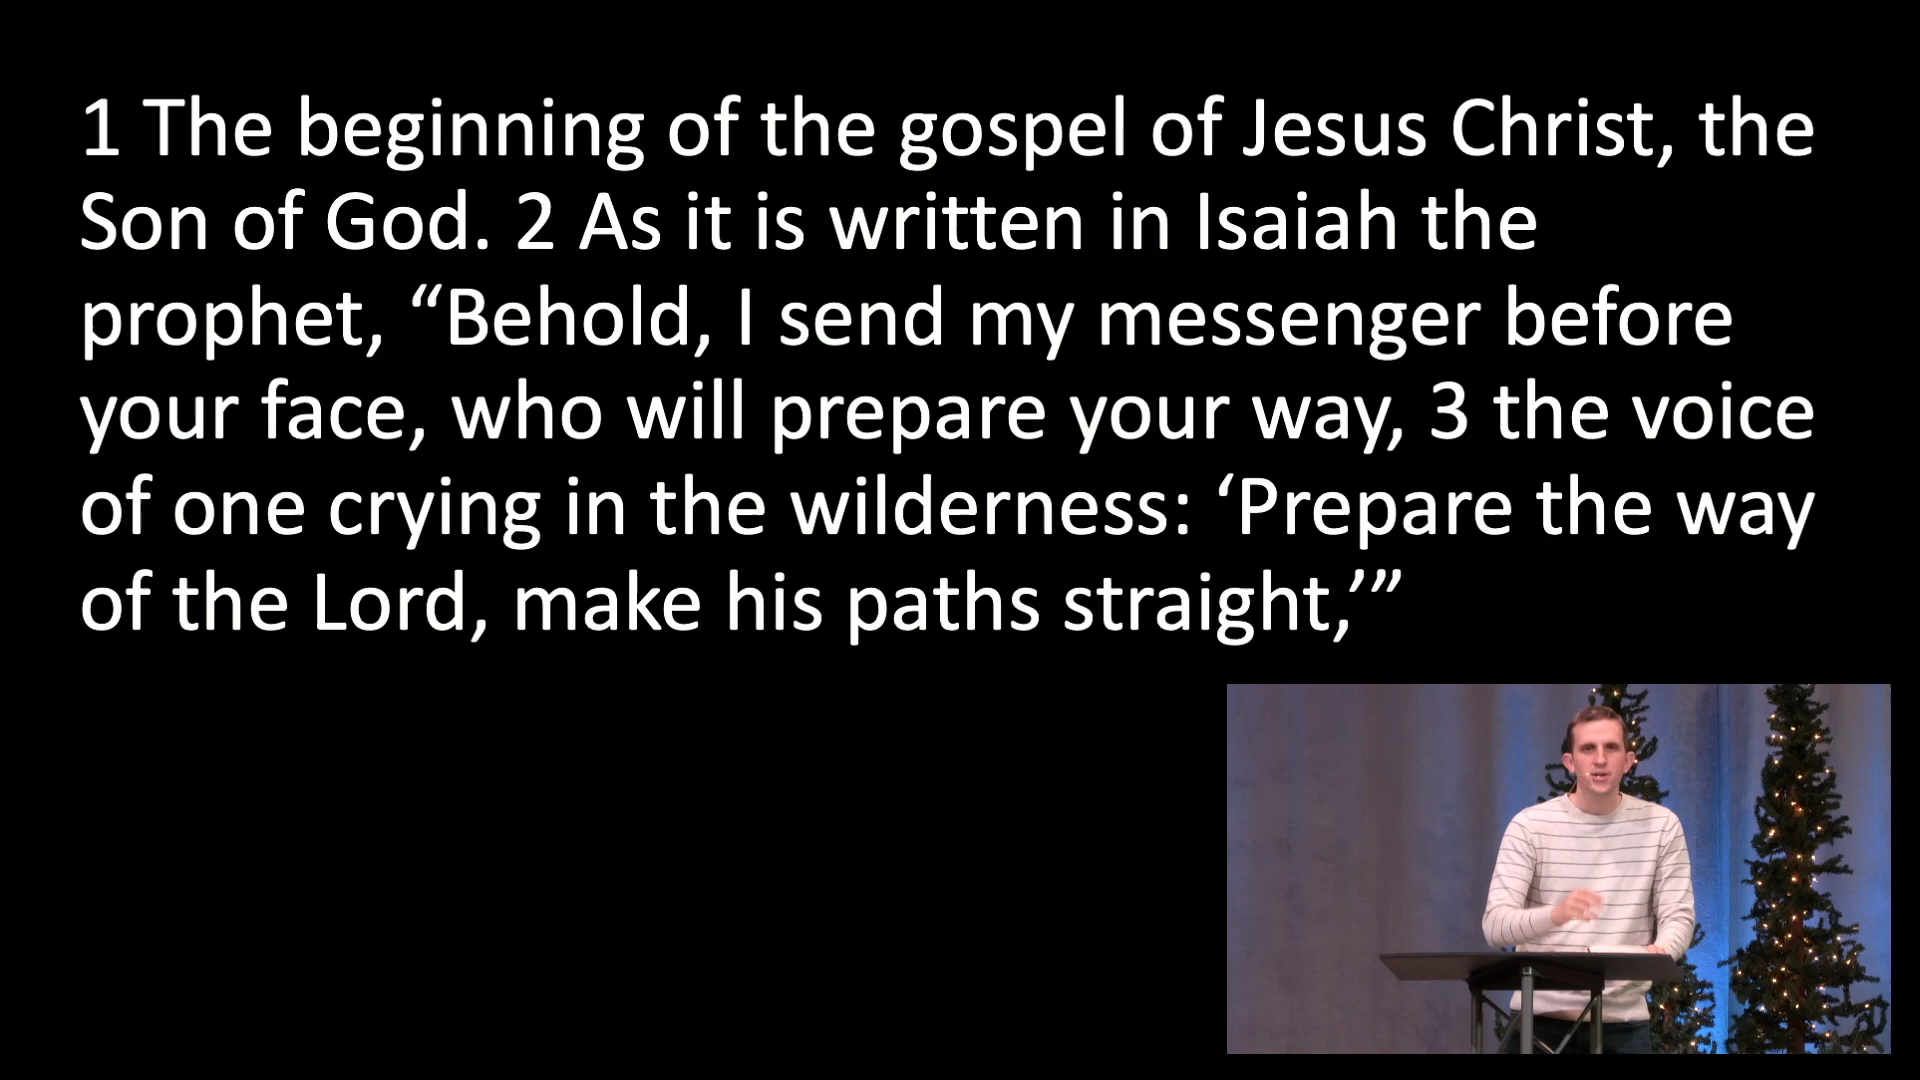 1 The beginning of the gospel of Jesus Christ, the
Son of God. 2 As it is written in Isaiah the
prophet, “Behold, I send my messenger before
your face, who will prepare your way, 3 the voice
of one crying in the wilderness: ‘Prepare the way
of the Lord, make his paths straight,’”